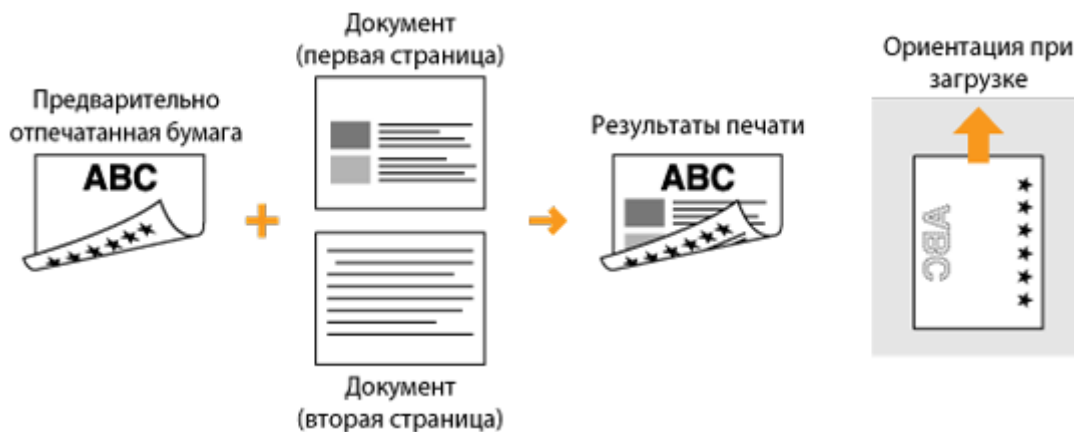 Предварительно
отпечатанная бумага
ABC
Документ
(первая страница)
Документ
(вторая страница)
Результаты печати
ABC
Ориентация при
загрузке
ABC